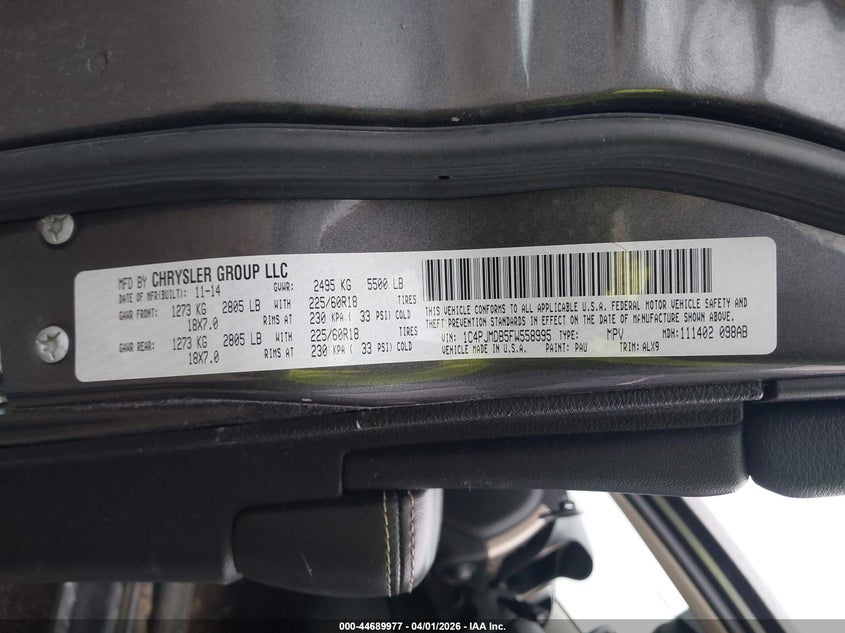 MFD BY CHRYSLER GROUP LLC
DATE OF MFR(BUILT): 11-14 GVWR: 2495 KG 5500 LB
GAWR FRONT: 1273 KG 2805 LB WITH 225/60R18 TIRES
18X7.0 RIMS AT 230 KPA ( 33 PSI) COLD
GAWR REAR: 1273 KG 2805 LB WITH 225/60R18 TIRES
18X7.0 RIMS AT 230 KPA ( 33 PSI) COLD
THIS VEHICLE CONFORMS TO ALL APPLICABLE U.S.A. FEDERAL MOTOR VEHICLE SAFETY AND
THEFT PREVENTION STANDARDS IN EFFECT ON THE DATE OF MANUFACTURE SHOWN ABOVE.
VIN: 1C4PJMDB5FW558995 TYPE: MPV MDH: 111402 098AB
VEHICLE MADE IN U.S.A. PAINT: PAU TRIM: ALX9
000-44689977 - 04/01/2026 - IAA Inc.